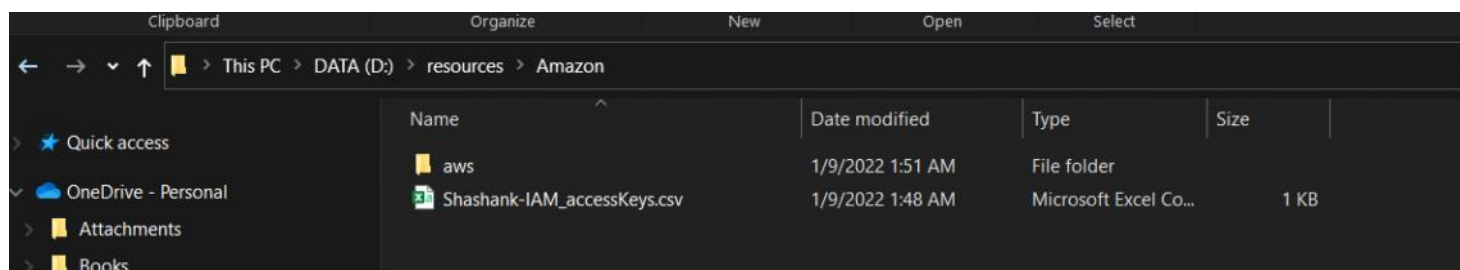 Clipboard Organize New Open Select
This PC > DATA (D:) > resources > Amazon
Name Date modified Type Size
Quick access
aws 1/9/2022 1:51 AM File folder
OneDrive - Personal
Shashank-IAM_accessKeys.csv 1/9/2022 1:48 AM Microsoft Excel Co... 1 KB
Attachments
Books